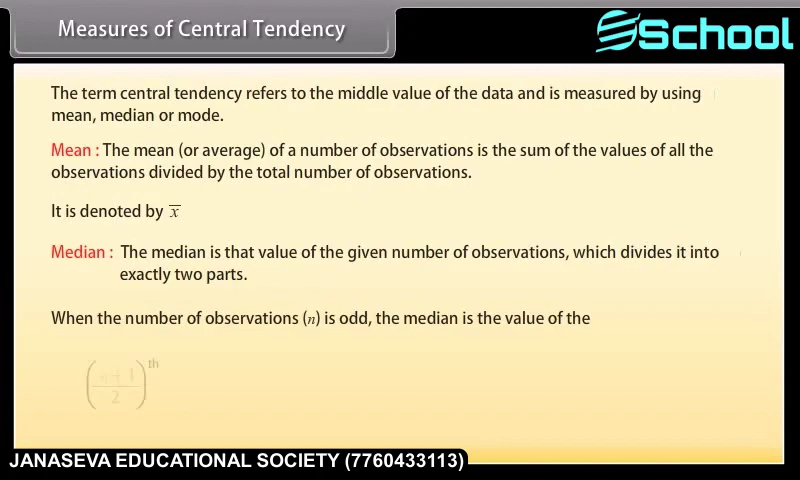 Measures of Central Tendency
School
The term central tendency refers to the middle value of the data and is measured by using
mean, median or mode.
Mean : The mean (or average) of a number of observations is the sum of the values of all the
observations divided by the total number of observations.
It is denoted by x̅
Median : The median is that value of the given number of observations, which divides it into
exactly two parts.
When the number of observations (n) is odd, the median is the value of the
(n + 1 / 2)th
JANASEVA EDUCATIONAL SOCIETY (7760433113)